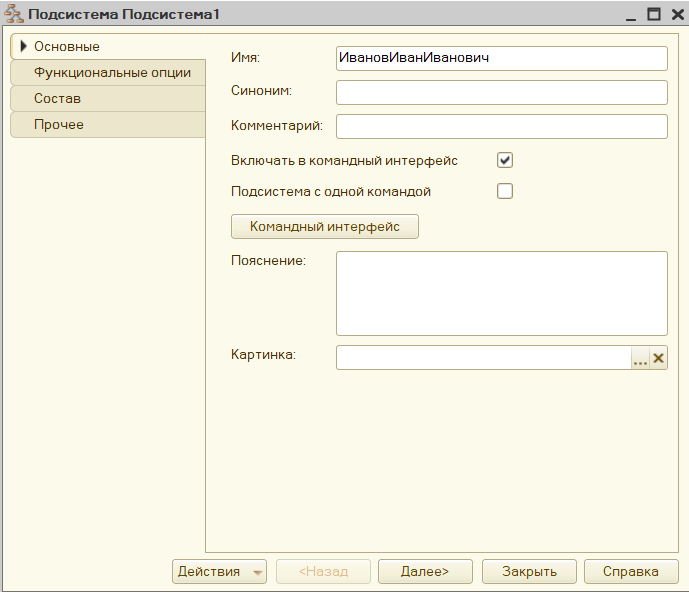 Подсистема Подсистема1
Основные
Функциональные опции
Состав
Прочее
Имя: ИвановИванИванович
Синоним:
Комментарий:
Включать в командный интерфейс
Подсистема с одной командой
Командный интерфейс
Пояснение:
Картинка: ...
Действия <Назад Далее> Закрыть Справка